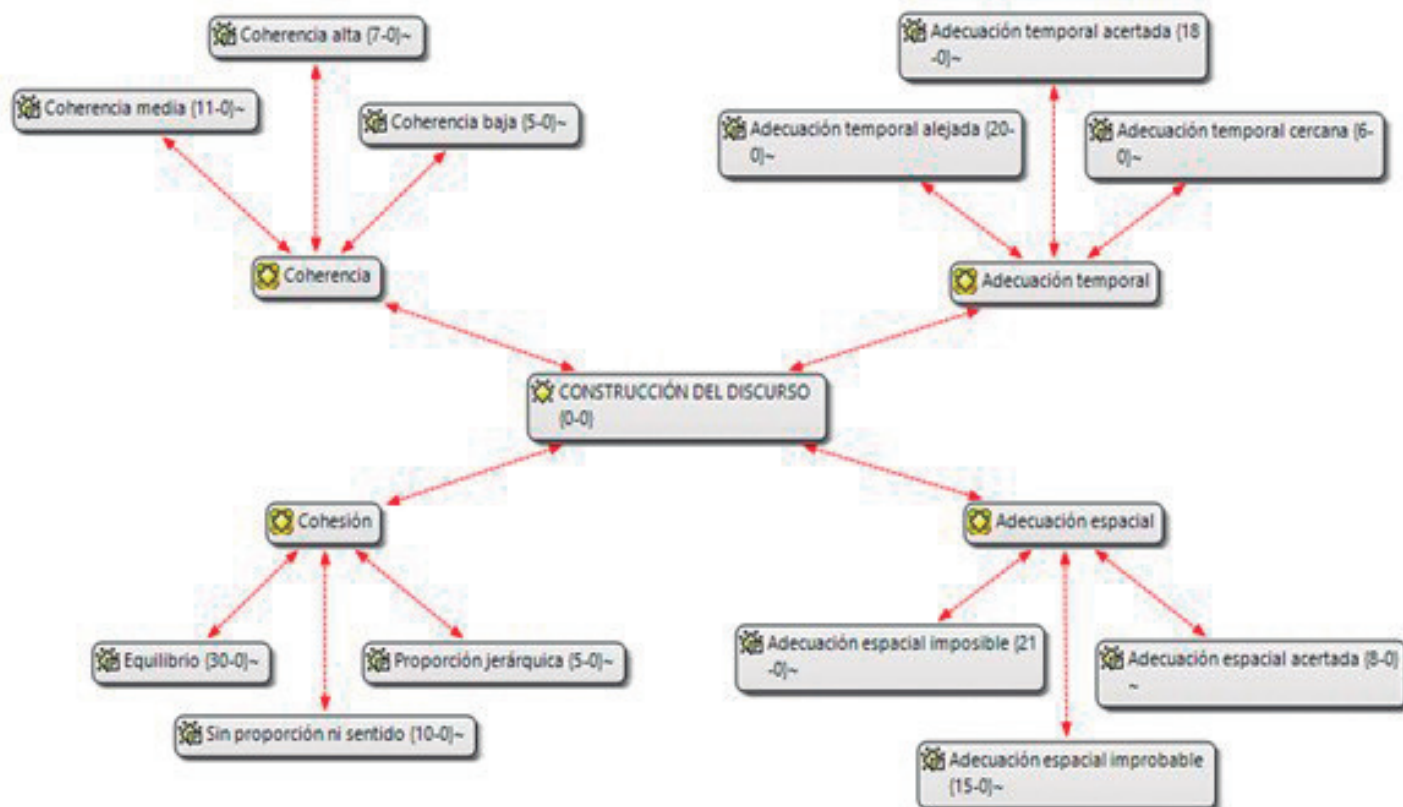 Coherencia alta {7-0}~
Coherencia media {11-0}~
Coherencia baja {5-0}~
Coherencia
Adecuación temporal acertada {18
-0}~
Adecuación temporal alejada {20-
0}~
Adecuación temporal cercana {6-
0}~
Adecuación temporal
CONSTRUCCIÓN DEL DISCURSO
{0-0}
Cohesión
Equilibrio {30-0}~
Proporción jerárquica {5-0}~
Sin proporción ni sentido {10-0}~
Adecuación espacial
Adecuación espacial imposible {21
-0}~
Adecuación espacial acertada {8-0}
~
Adecuación espacial improbable
{15-0}~